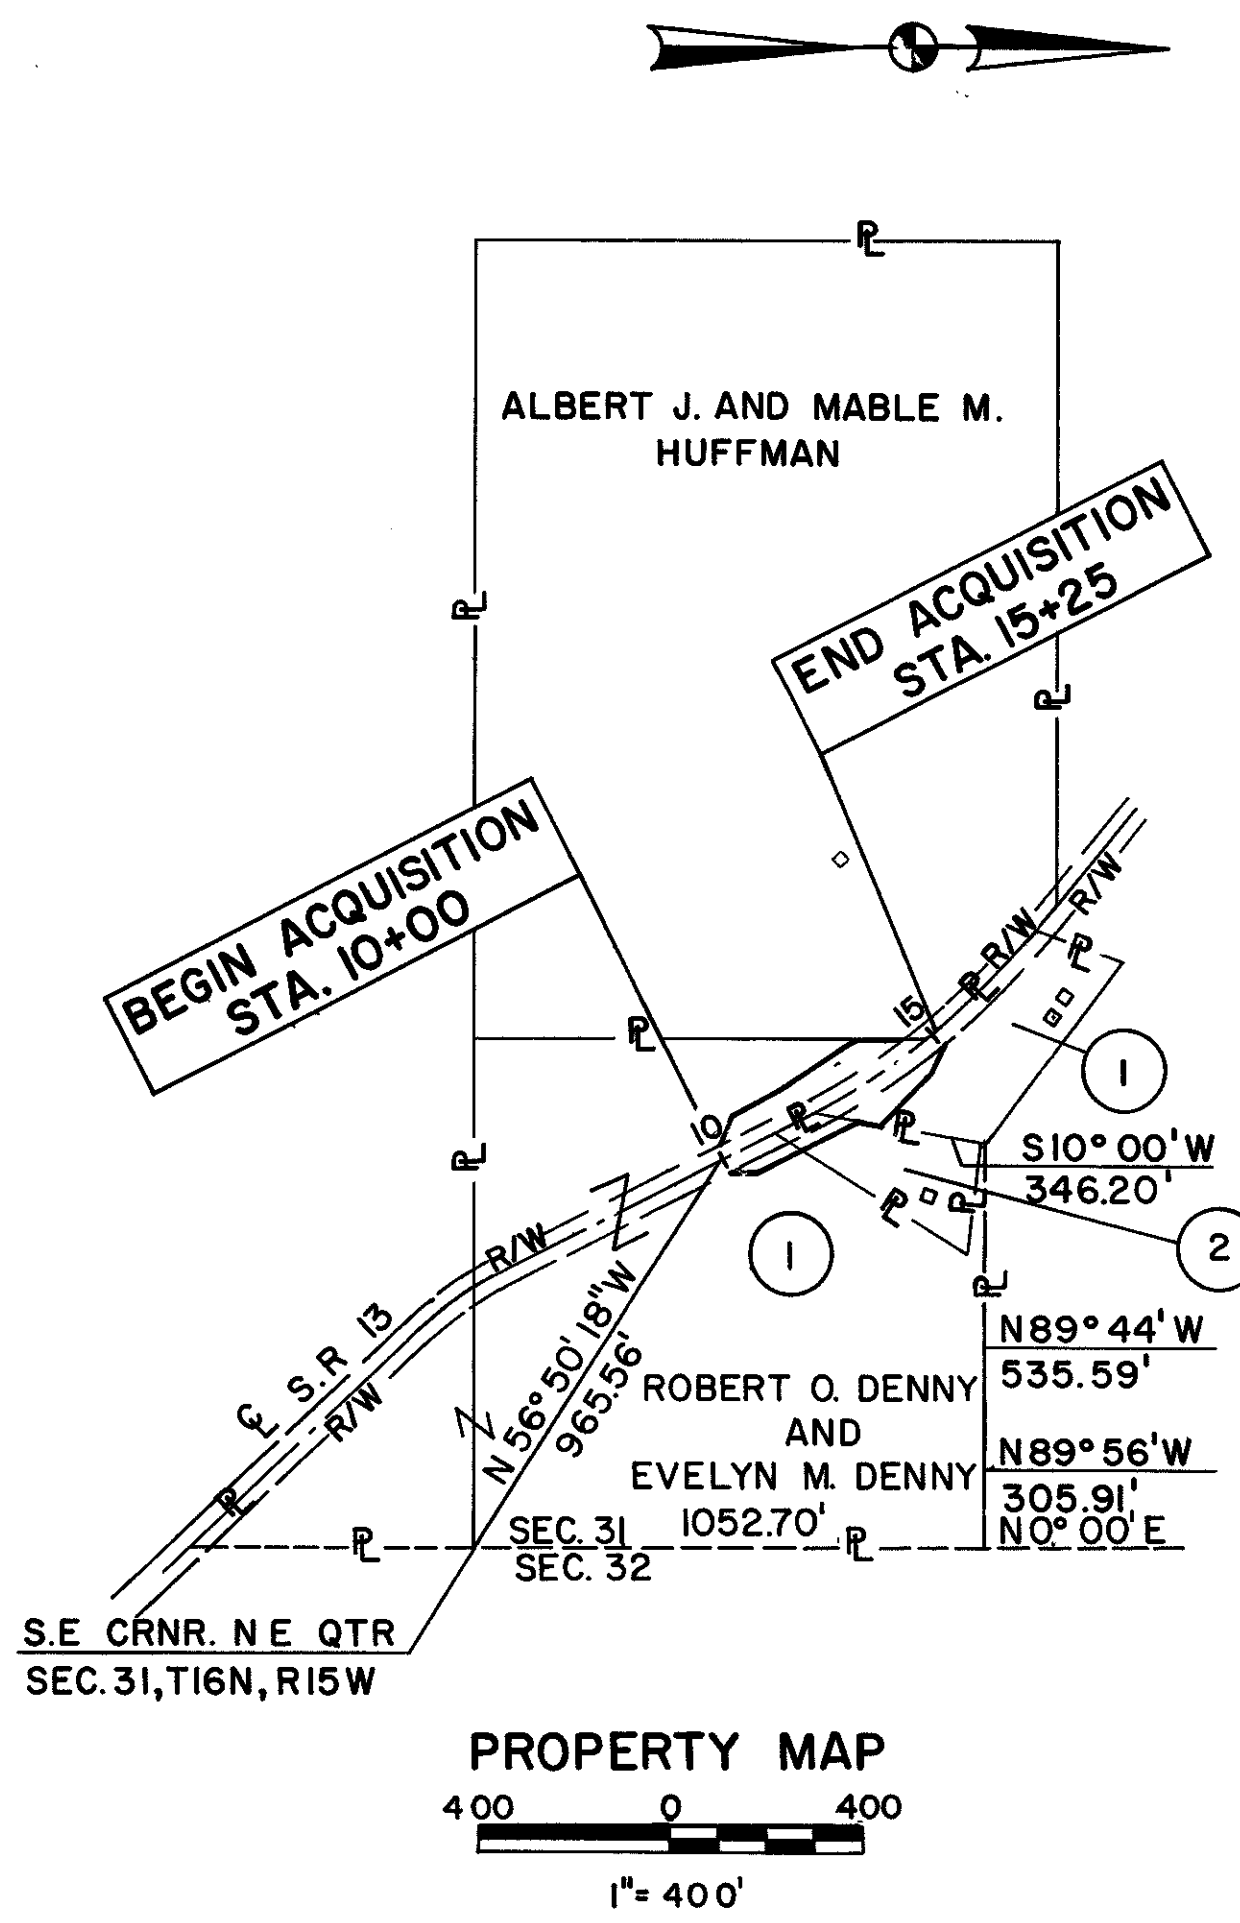 PL
ALBERT J. AND MABLE M.
HUFFMAN
END ACQUISITION
STA. 15+25
PL
PL
BEGIN ACQUISITION
STA. 10+00
R/W
R/W
PL
PL
15
PL
1
10
PL
PL
S10° 00' W
346.20'
PL
PL
PL
2
R/W
1
PL
S.R 13
CL
R/W
PL
N 56° 50' 18" W
965.56'
N89° 44' W
535.59'
ROBERT O. DENNY
AND
EVELYN M. DENNY
1052.70'
N89° 56' W
305.91'
N0° 00' E
PL
SEC. 31
SEC. 32
PL
S.E CRNR. NE QTR
SEC. 31, T16N, R15W
PROPERTY MAP
400 0 400
1"= 400'